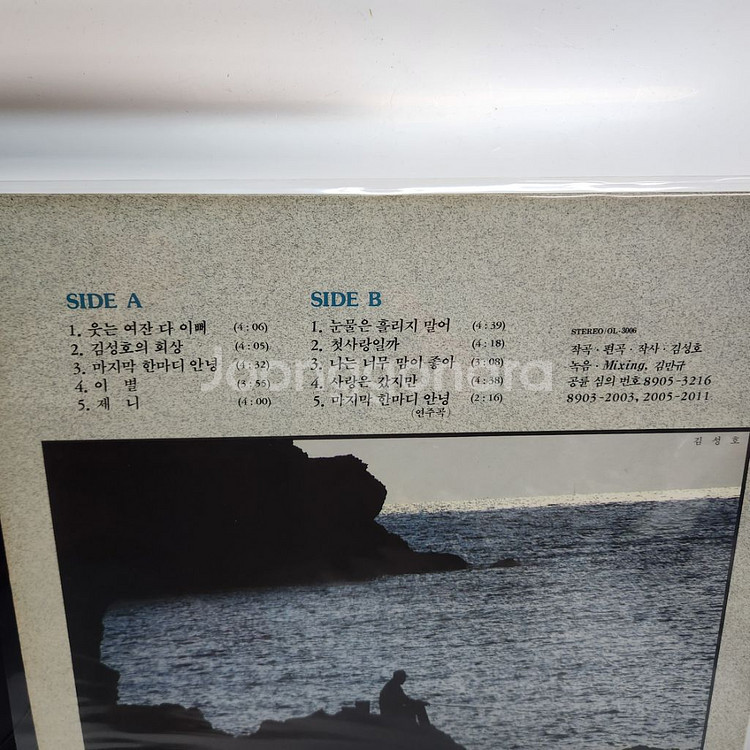 SIDE A
1. 웃는 여잔 다 이뻐 (4:06)
2. 김성호의 회상 (4:05)
3. 마지막 한마디 안녕 (4:32)
4. 이 별 (3:56)
5. 제 니 (4:00)
SIDE B
1. 눈물은 흘리지 말어 (4:39)
2. 첫사랑일까 (4:18)
3. 나는 너무 맘이 좋아 (3:08)
4. 사랑은 갔지만 (4:38)
5. 마지막 한마디 안녕 (2:16)
(연주곡)
STEREO/OL-3006
작곡·편곡·작사·김성호
녹음·Mixing, 김만규
공륜 심의 번호 8905-3216
8903-2003, 2005-2011
김 성 호
Joongwonara